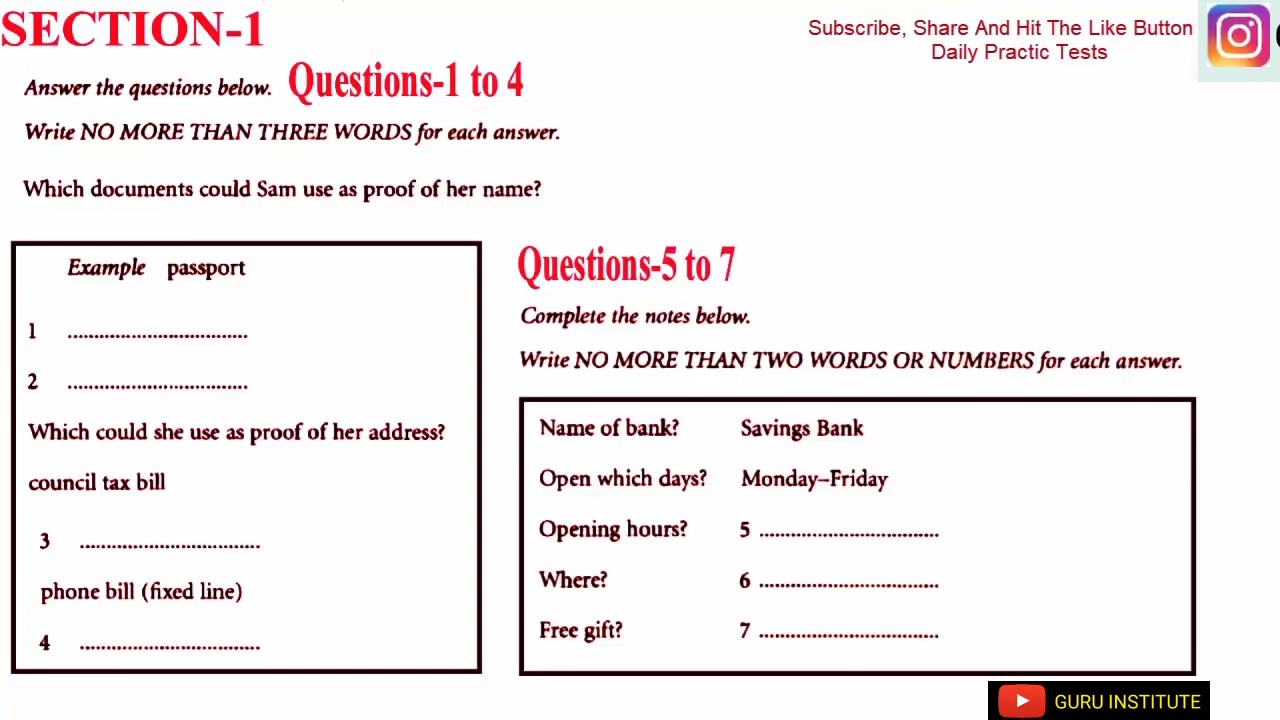 SECTION-1
Subscribe, Share And Hit The Like Button
Daily Practic Tests
Answer the questions below. Questions-1 to 4
Write NO MORE THAN THREE WORDS for each answer.
Which documents could Sam use as proof of her name?
Example passport
1 ..................................
2 ..................................
Which could she use as proof of her address?
council tax bill
3 ..................................
phone bill (fixed line)
4 ..................................
Questions-5 to 7
Complete the notes below.
Write NO MORE THAN TWO WORDS OR NUMBERS for each answer.
Name of bank? Savings Bank
Open which days? Monday–Friday
Opening hours? 5 ..................................
Where? 6 ..................................
Free gift? 7 ..................................
GURU INSTITUTE